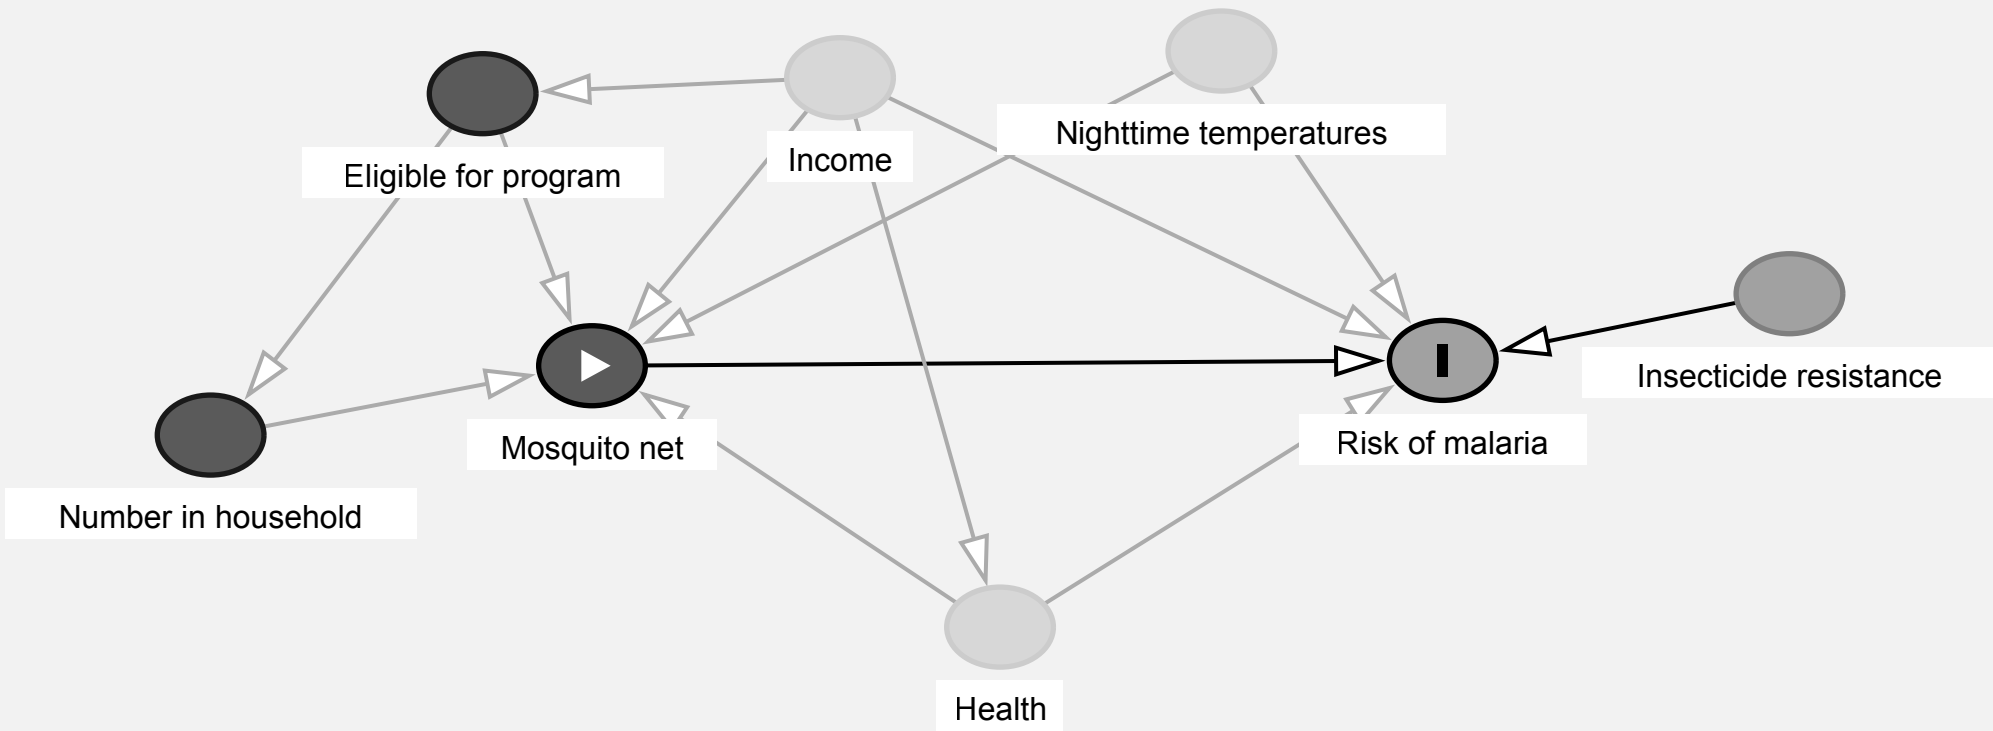 Nighttime temperatures
Income
Eligible for program
Insecticide resistance
Risk of malaria
Mosquito net
Number in household
Health